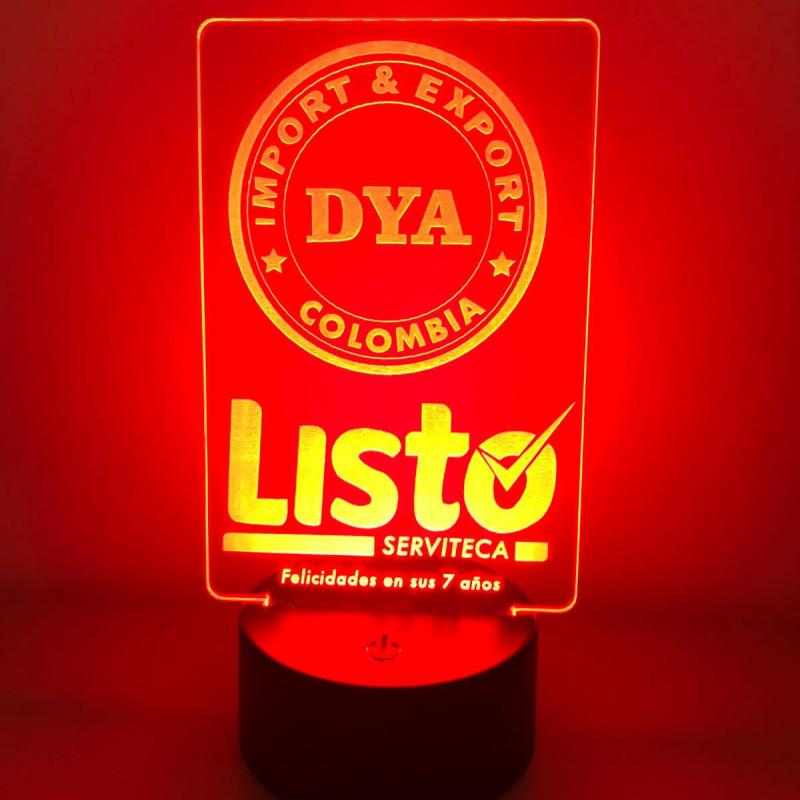 IMPORT & EXPORT
DYA
COLOMBIA
Listo
SERVITECA
Felicidades en sus 7 años